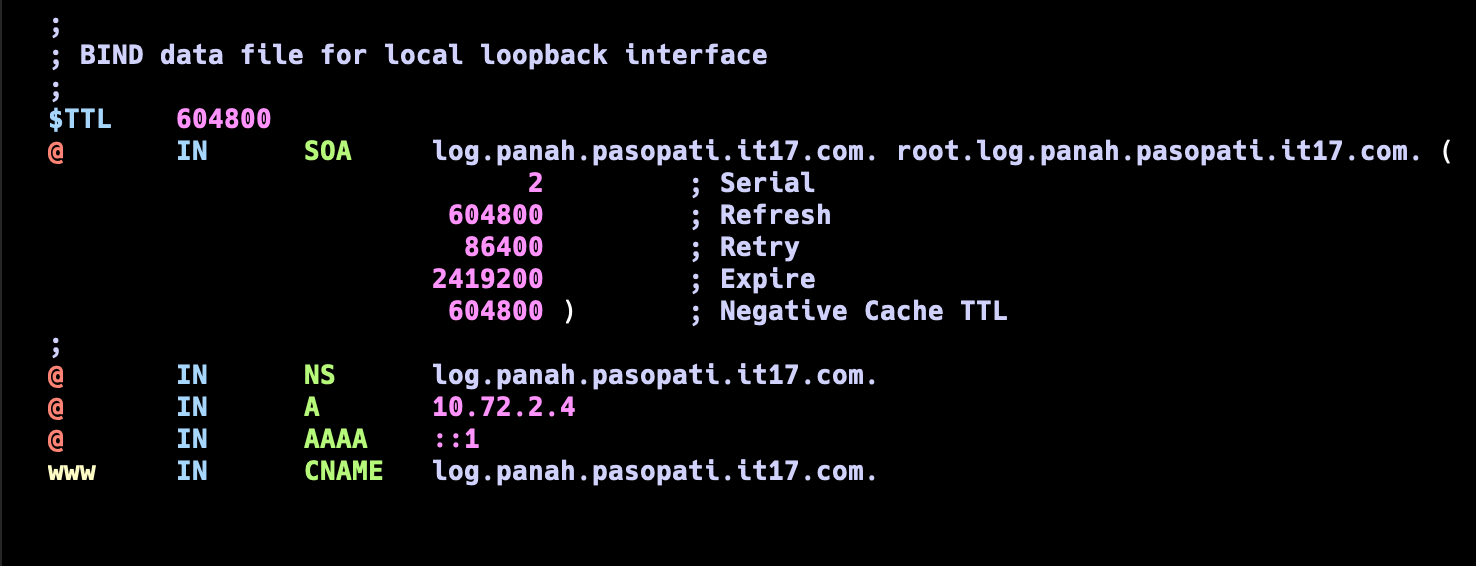 ;
; BIND data file for local loopback interface
;
$TTL    604800
@       IN      SOA     log.panah.pasopati.it17.com. root.log.panah.pasopati.it17.com. (
                              2         ; Serial
                         604800         ; Refresh
                          86400         ; Retry
                        2419200         ; Expire
                         604800 )       ; Negative Cache TTL
;
@       IN      NS      log.panah.pasopati.it17.com.
@       IN      A       10.72.2.4
@       IN      AAAA    ::1
www     IN      CNAME   log.panah.pasopati.it17.com.